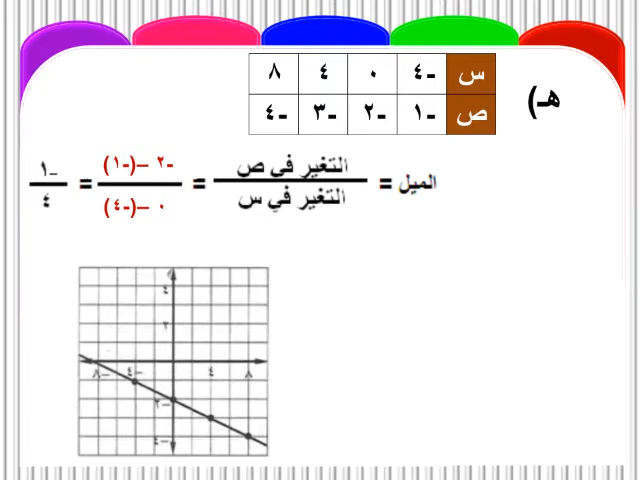 هـ)
س -٤ ٠ ٤ ٨
ص -١ -٢ -٣ -٤
الميل = التغير في ص / التغير في س = -٢ –(-١) / ٠ –(-٤) = -١ / ٤
٤
٢
-٨ -٤ ٤ ٨
-٢
-٤